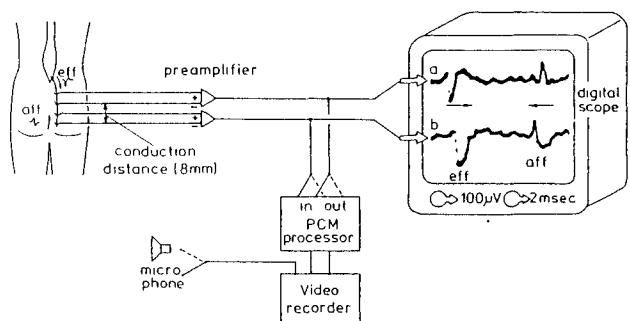 eff
aff
preamplifier
+
-
+
-
conduction
distance (8mm)
a
b
eff
aff
digital
scope
100µV
2msec
in out
PCM
processor
micro
phone
Video
recorder